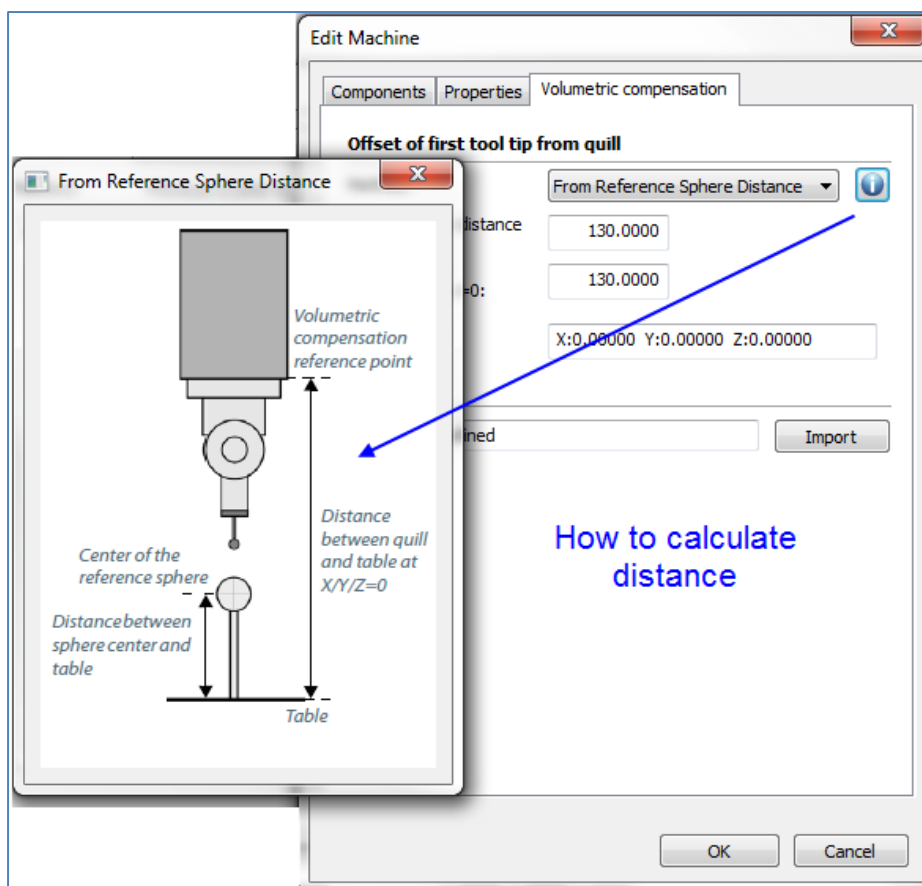 Edit Machine
Components Properties Volumetric compensation
Offset of first tool tip from quill
From Reference Sphere Distance
From Reference Sphere Distance
distance
130.0000
=0:
130.0000
X:0.00000 Y:0.00000 Z:0.00000
ined
Import
Volumetric
compensation
reference point
Distance
between quill
and table at
X/Y/Z=0
Center of the
reference sphere
Distance between
sphere center and
table
Table
How to calculate
distance
OK Cancel